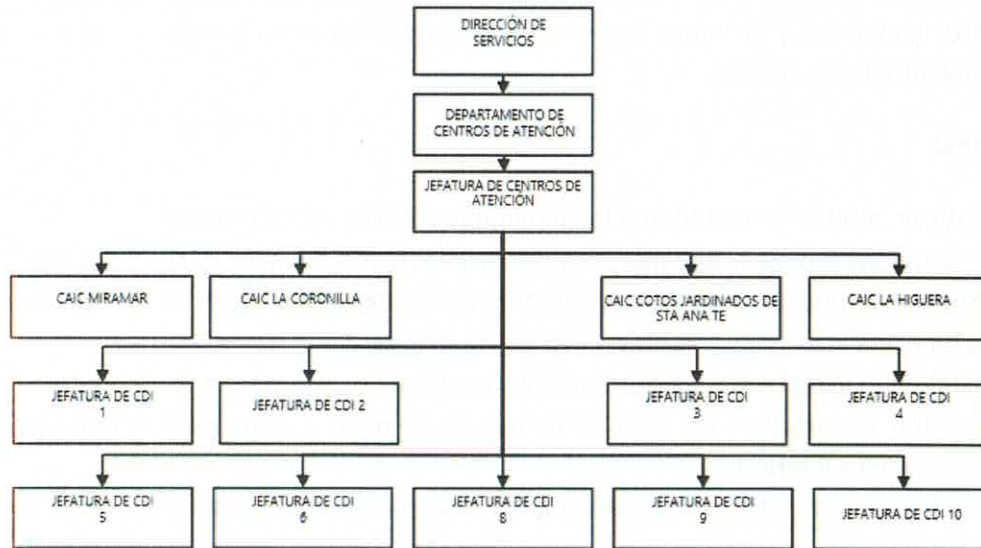 DIRECCIÓN DE
SERVICIOS
DEPARTAMENTO DE
CENTROS DE ATENCIÓN
JEFATURA DE CENTROS DE
ATENCIÓN
CAIC MIRAMAR
CAIC LA CORONILLA
CAIC COTOS JARDINADOS DE
STA ANA TE
CAIC LA HIGUERA
JEFATURA DE CDI
1
JEFATURA DE CDI 2
JEFATURA DE CDI
3
JEFATURA DE CDI
4
JEFATURA DE CDI
5
JEFATURA DE CDI
6
JEFATURA DE CDI
8
JEFATURA DE CDI
9
JEFATURA DE CDI 10